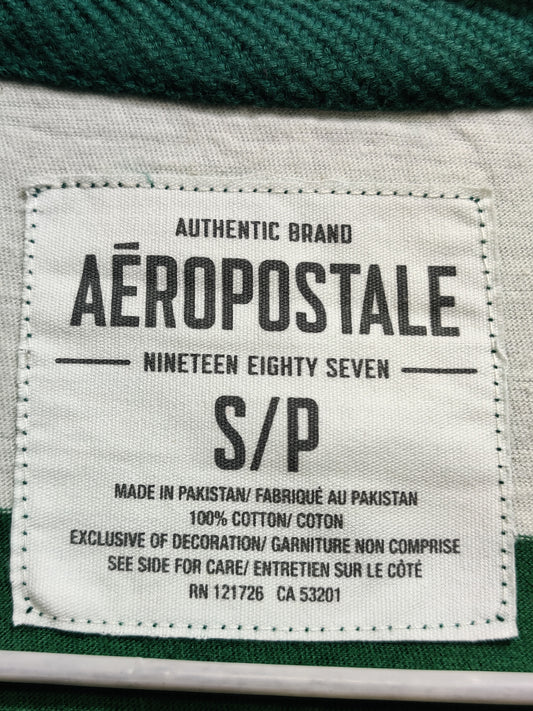 AUTHENTIC BRAND
AÉROPOSTALE
NINETEEN EIGHTY SEVEN
S/P
MADE IN PAKISTAN/ FABRIQUÉ AU PAKISTAN
100% COTTON/ COTON
EXCLUSIVE OF DECORATION/ GARNITURE NON COMPRISE
SEE SIDE FOR CARE/ ENTRETIEN SUR LE CÔTÉ
RN 121726 CA 53201